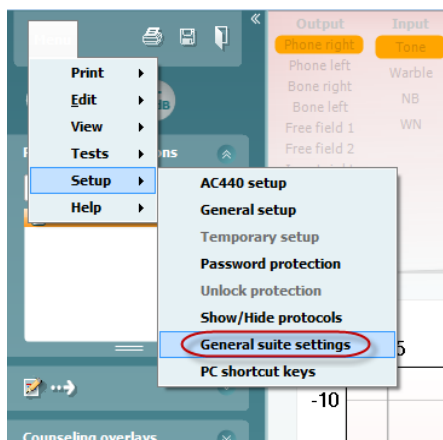 Output Input
Phone right Tone
Phone left Warble
Bone right NB
Bone left WN
Free field 1
Free field 2
Print
Edit
View
Tests
Setup
Help
AC440 setup
General setup
Temporary setup
Password protection
Unlock protection
Show/Hide protocols
General suite settings
PC shortcut keys
5
-10
Counseling overlays